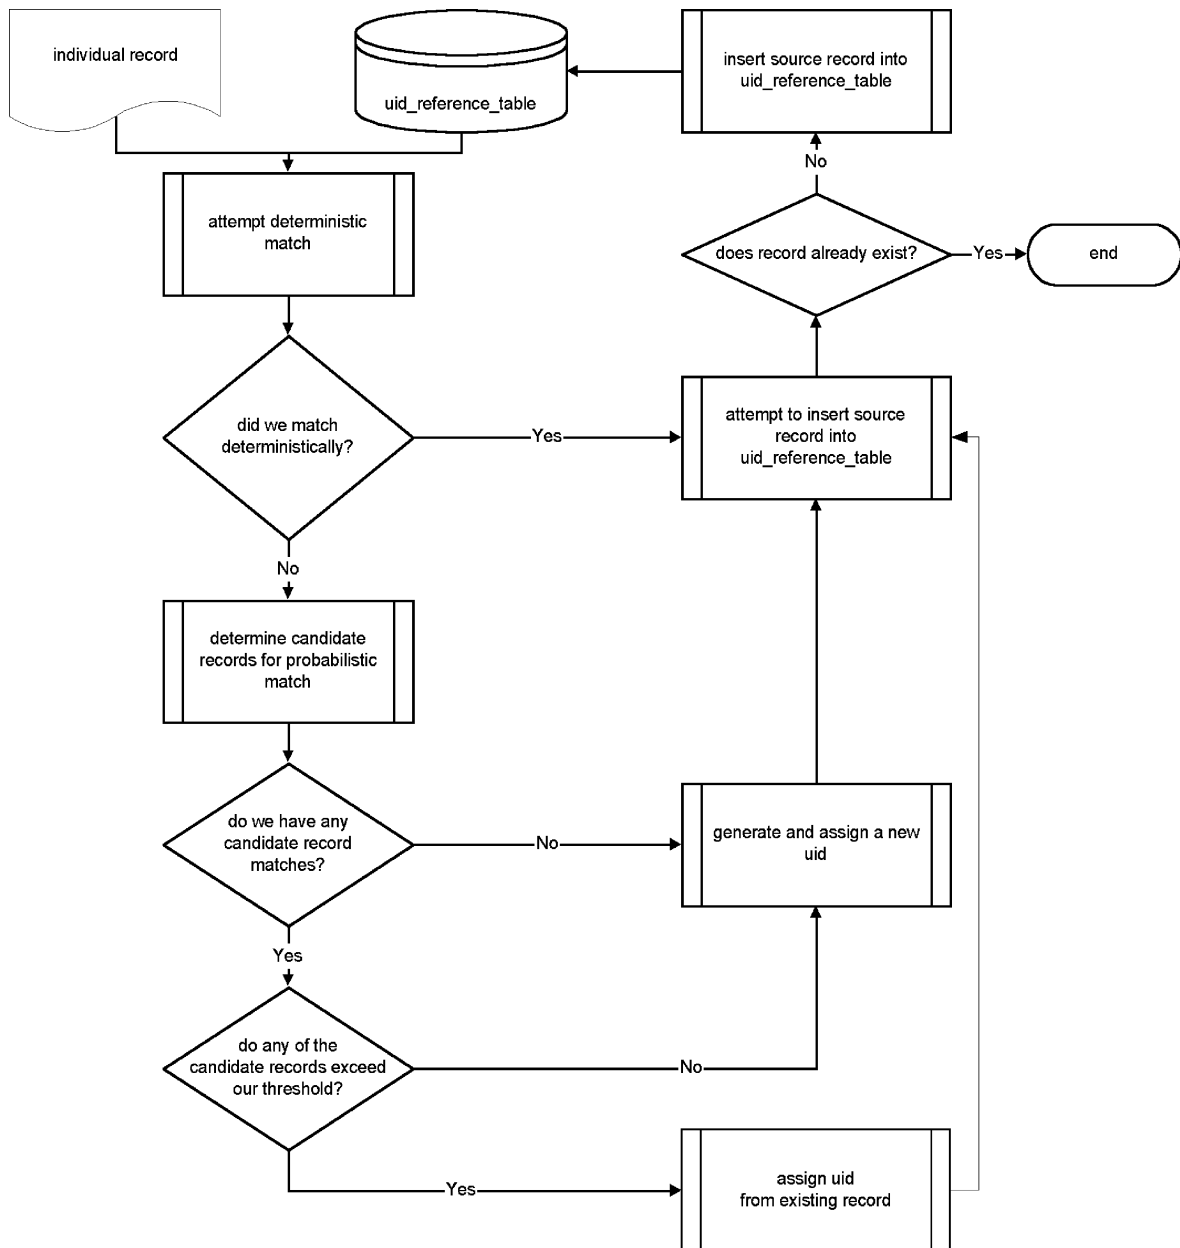 individual record
uid_reference_table
insert source record into
uid_reference_table
No
attempt deterministic
match
does record already exist?
Yes
end
did we match
deterministically?
Yes
attempt to insert source
record into
uid_reference_table
No
determine candidate
records for probabilistic
match
do we have any
candidate record
matches?
No
generate and assign a new
uid
Yes
do any of the
candidate records exceed
our threshold?
No
Yes
assign uid
from existing record